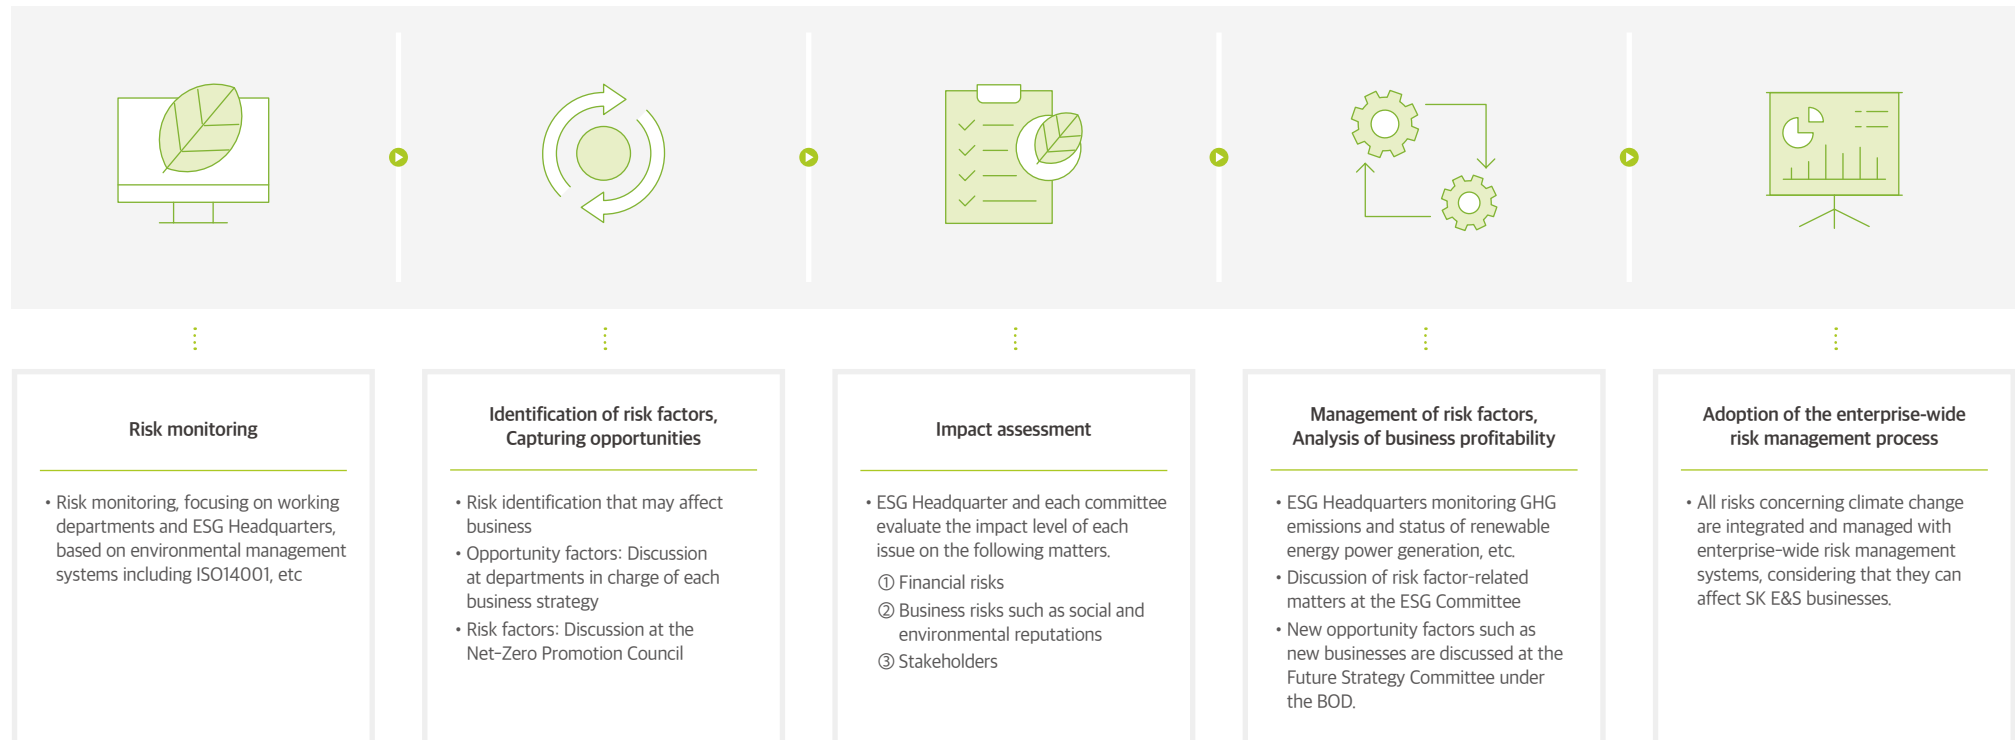 Risk monitoring
• Risk monitoring, focusing on working
departments and ESG Headquarters,
based on environmental management
systems including ISO14001, etc
Identification of risk factors,
Capturing opportunities
• Risk identification that may affect
business
• Opportunity factors: Discussion
at departments in charge of each
business strategy
• Risk factors: Discussion at the
Net-Zero Promotion Council
Impact assessment
• ESG Headquarter and each committee
evaluate the impact level of each
issue on the following matters.
① Financial risks
② Business risks such as social and
environmental reputations
③ Stakeholders
Management of risk factors,
Analysis of business profitability
• ESG Headquarters monitoring GHG
emissions and status of renewable
energy power generation, etc.
• Discussion of risk factor-related
matters at the ESG Committee
• New opportunity factors such as
new businesses are discussed at the
Future Strategy Committee under
the BOD.
Adoption of the enterprise-wide
risk management process
• All risks concerning climate change
are integrated and managed with
enterprise-wide risk management
systems, considering that they can
affect SK E&S businesses.